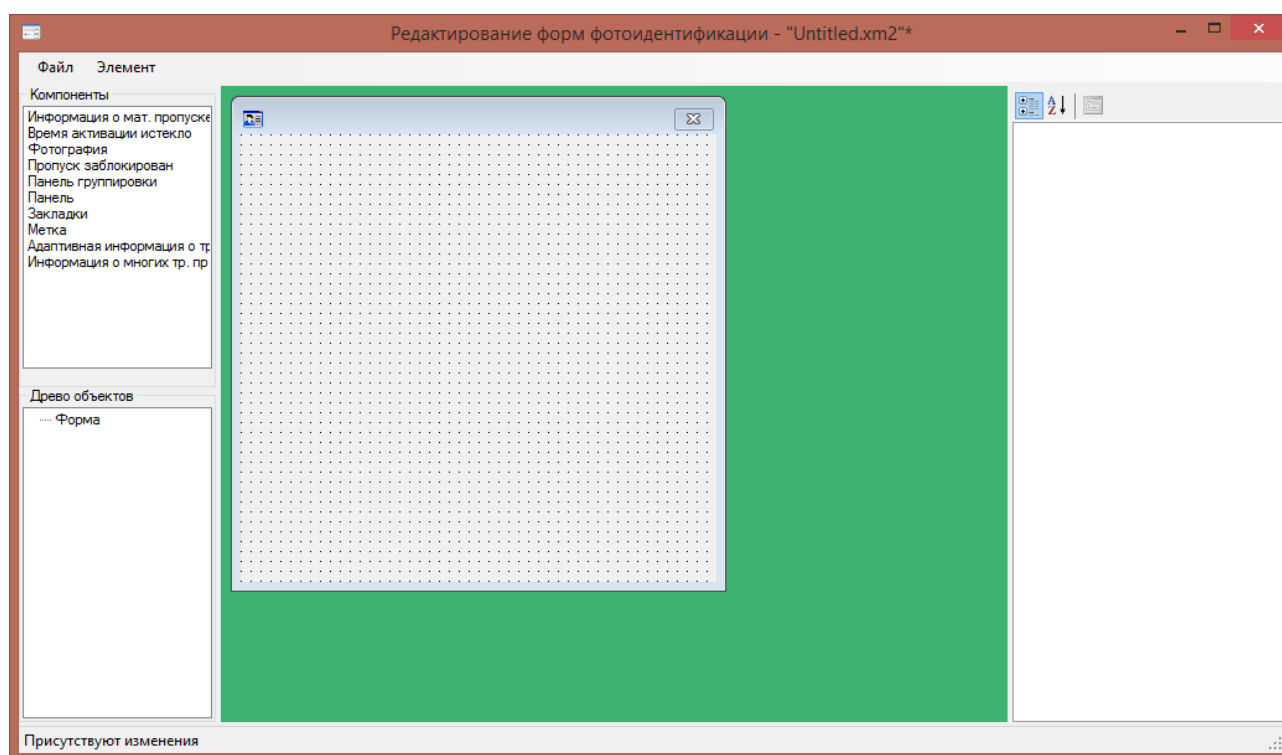 Редактирование форм фотоидентификации - "Untitled.xm2"*
Файл Элемент
Компоненты
Информация о мат. пропуске
Время активации истекло
Фотография
Пропуск заблокирован
Панель группировки
Панель
Закладки
Метка
Адаптивная информация о тр
Информация о многих тр. пр
Древо объектов
Форма
Присутствуют изменения